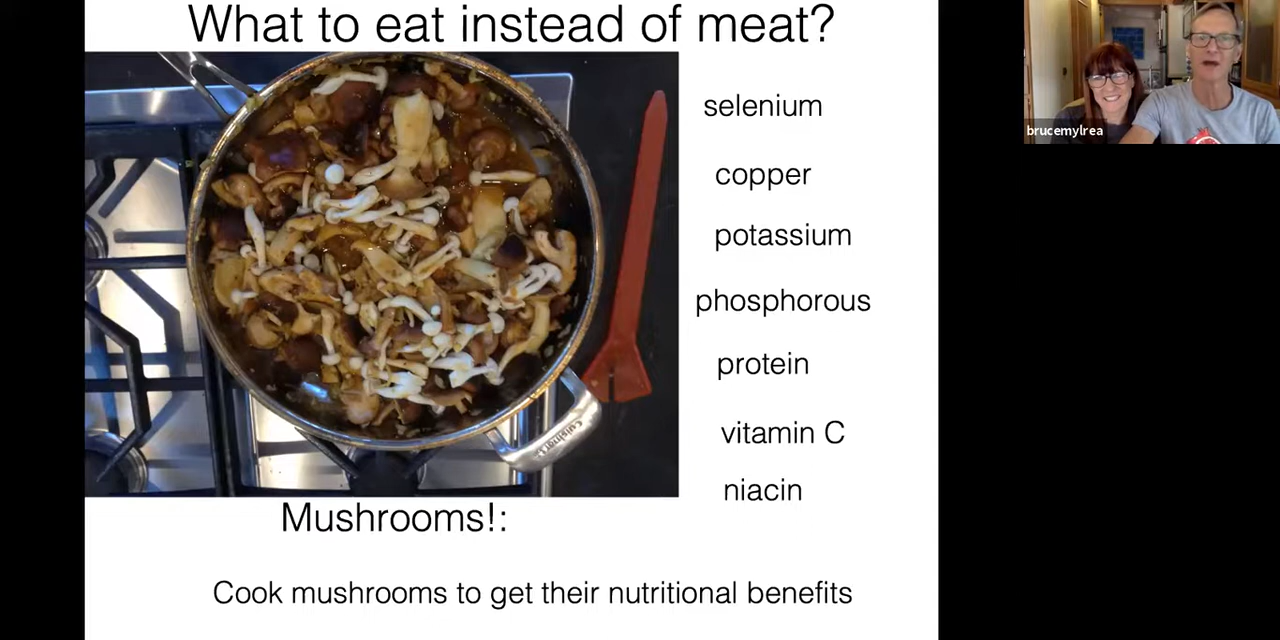 What to eat instead of meat?
selenium
copper
potassium
phosphorous
protein
vitamin C
niacin
Cuisinart
Mushrooms!:
Cook mushrooms to get their nutritional benefits
brucemylrea